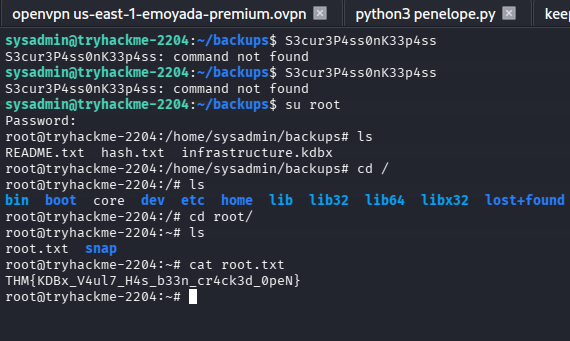 openvpn us-east-1-emoyada-premium.ovpn python3 penelope.py keep
sysadmin@tryhackme-2204:~/backups$ S3cur3P4ss0nK33p4ss
S3cur3P4ss0nK33p4ss: command not found
sysadmin@tryhackme-2204:~/backups$ S3cur3P4ss0nK33p4ss
S3cur3P4ss0nK33p4ss: command not found
sysadmin@tryhackme-2204:~/backups$ su root
Password:
root@tryhackme-2204:/home/sysadmin/backups# ls
README.txt hash.txt infrastructure.kdbx
root@tryhackme-2204:/home/sysadmin/backups# cd /
root@tryhackme-2204:/# ls
bin boot core dev etc home lib lib32 lib64 libx32 lost+found
root@tryhackme-2204:/# cd root/
root@tryhackme-2204:~# ls
root.txt snap
root@tryhackme-2204:~# cat root.txt
THM{KDBx_V4ul7_H4s_b33n_cr4ck3d_0peN}
root@tryhackme-2204:~#